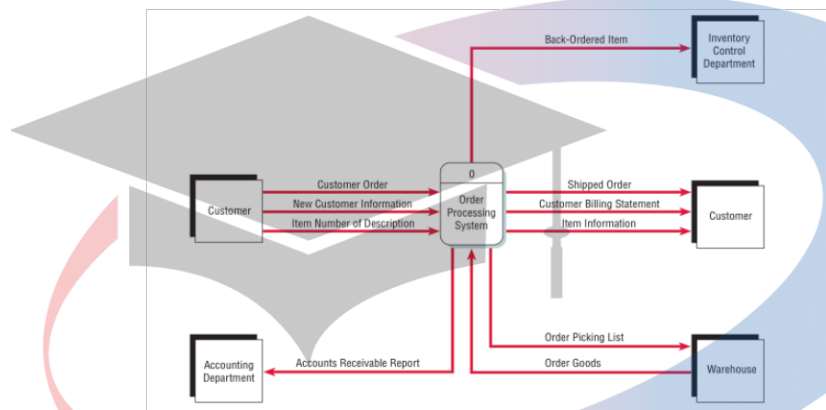 Back-Ordered Item
Inventory
Control
Department
0
Order
Processing
System
Customer
Customer Order
New Customer Information
Item Number of Description
Shipped Order
Customer Billing Statement
Item Information
Customer
Order Picking List
Order Goods
Warehouse
Accounts Receivable Report
Accounting
Department